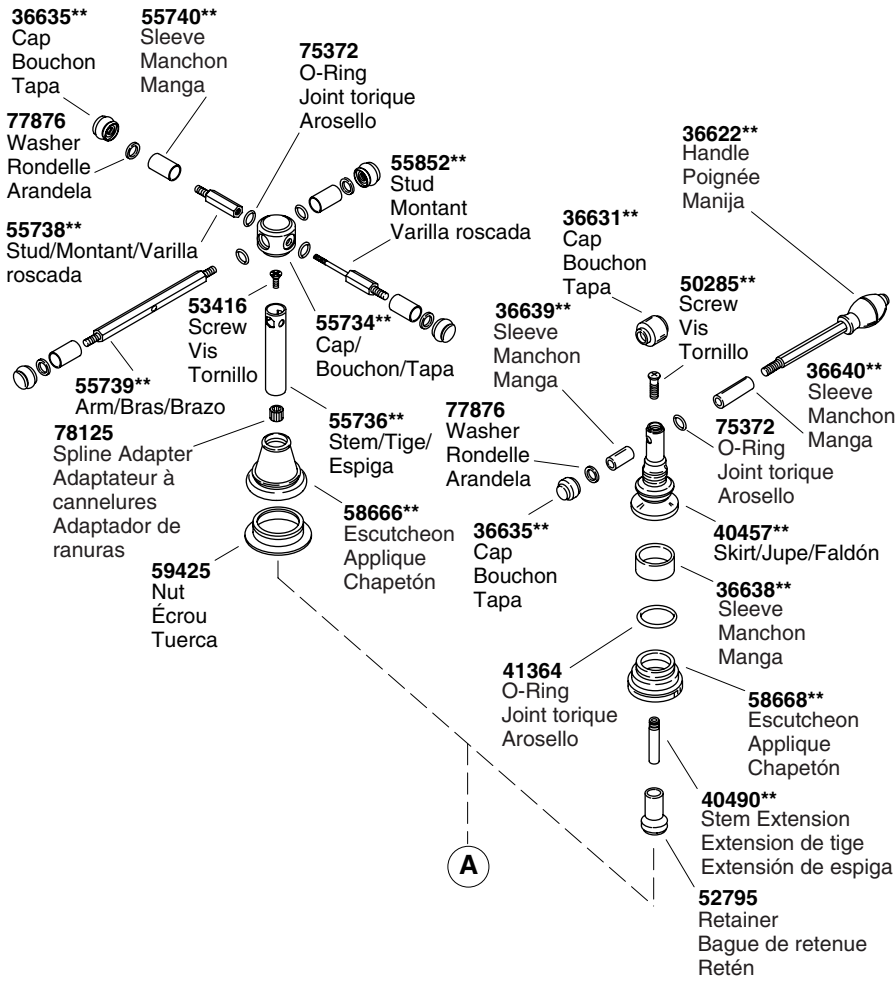 36635**
Cap
Bouchon
Tapa
55740**
Sleeve
Manchon
Manga
75372
O-Ring
Joint torique
Arosello
77876
Washer
Rondelle
Arandela
55852**
Stud
Montant
Varilla roscada
55738**
Stud/Montant/Varilla
roscada
53416
Screw
Vis
Tornillo
55734**
Cap/
Bouchon/Tapa
55739**
Arm/Bras/Brazo
78125
Spline Adapter
Adaptateur à
cannelures
Adaptador de
ranuras
55736**
Stem/Tige/
Espiga
58666**
Escutcheon
Applique
Chapetón
59425
Nut
Écrou
Tuerca
36622**
Handle
Poignée
Manija
36631**
Cap
Bouchon
Tapa
50285**
Screw
Vis
Tornillo
36639**
Sleeve
Manchon
Manga
36640**
Sleeve
Manchon
Manga
77876
Washer
Rondelle
Arandela
75372
O-Ring
Joint torique
Arosello
36635**
Cap
Bouchon
Tapa
40457**
Skirt/Jupe/Faldón
36638**
Sleeve
Manchon
Manga
41364
O-Ring
Joint torique
Arosello
58668**
Escutcheon
Applique
Chapetón
40490**
Stem Extension
Extension de tige
Extensión de espiga
A
52795
Retainer
Bague de retenue
Retén